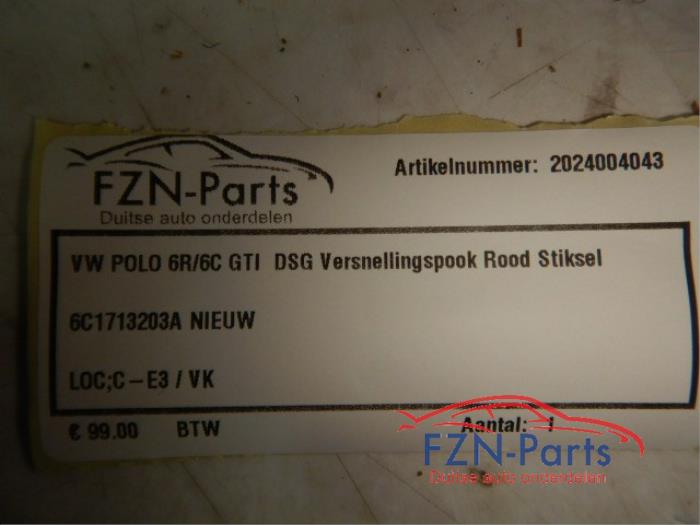 FZN-Parts
Duitse auto onderdelen
Artikelnummer: 2024004043
VW POLO 6R/6C GTI DSG Versnellingspook Rood Stiksel
6C1713203A NIEUW
LOC;C-E3 / VK
€ 99.00 BTW
Aantal: 1
FZN-Parts
Duitse auto onderdelen